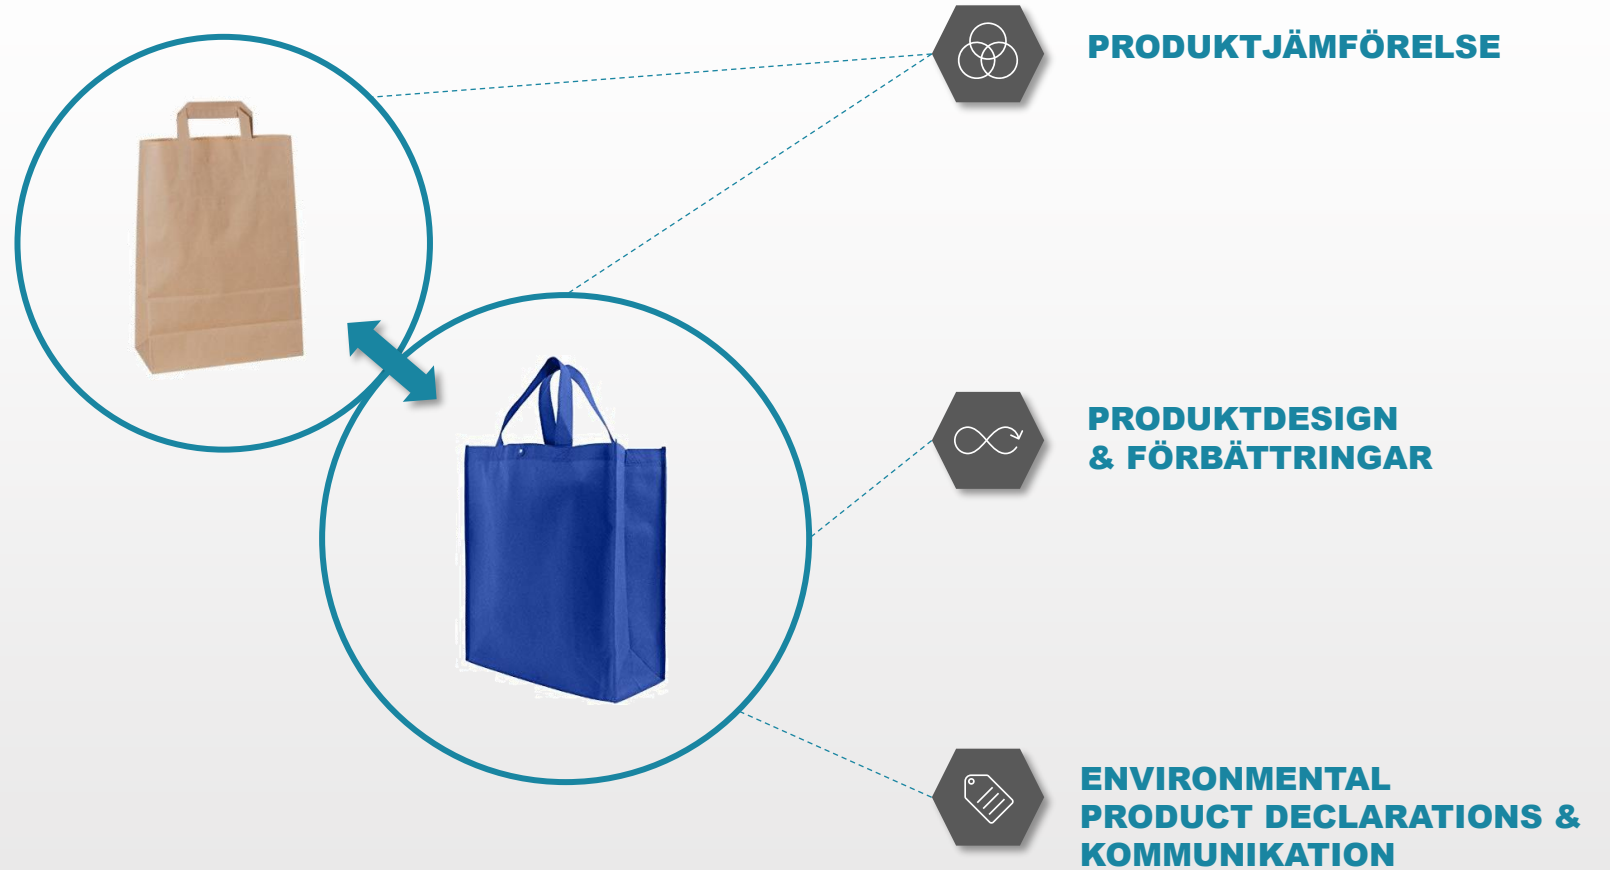 PRODUKTJÄMFÖRELSE
PRODUKTDESIGN
& FÖRBÄTTRINGAR
ENVIRONMENTAL
PRODUCT DECLARATIONS &
KOMMUNIKATION